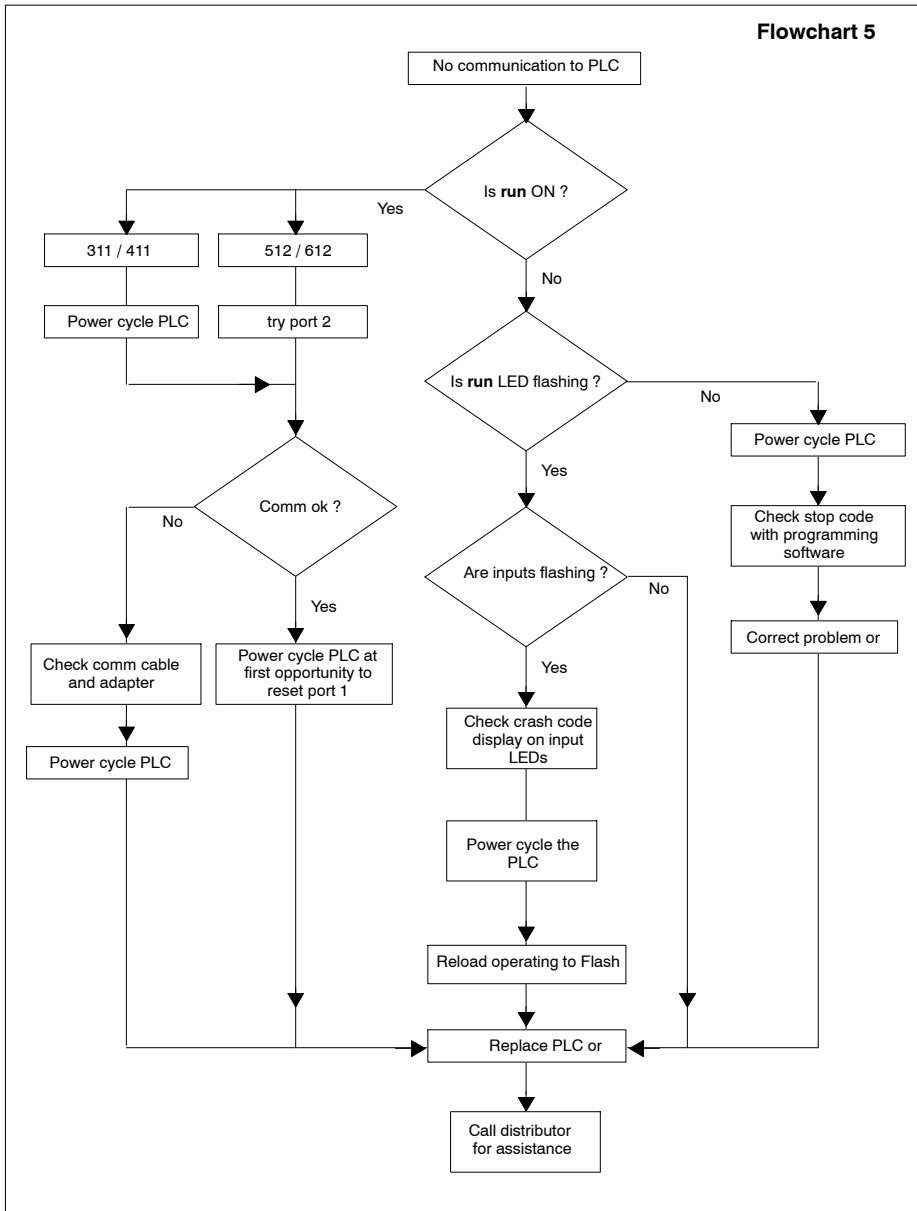 Flowchart 5
No communication to PLC
Is run ON ?
Yes
No
311 / 411
512 / 612
Power cycle PLC
try port 2
Is run LED flashing ?
No
Yes
Power cycle PLC
Comm ok ?
No
Yes
Check stop code
with programming
software
Are inputs flashing ?
No
Yes
Correct problem or
Check comm cable
and adapter
Power cycle PLC at
first opportunity to
reset port 1
Check crash code
display on input
LEDs
Power cycle PLC
Power cycle the
PLC
Reload operating to Flash
Replace PLC or
Call distributor
for assistance